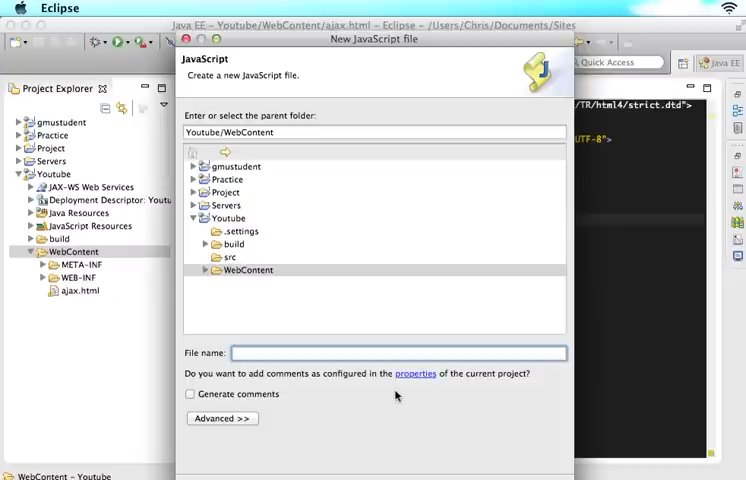 Eclipse
Java EE - Youtube/WebContent/ajax.html - Eclipse - /Users/Chris/Documents/Sites
New JavaScript file
Quick Access
Java EE
Project Explorer
gmustudent
Practice
Project
Servers
Youtube
JAX-WS Web Services
Deployment Descriptor: Youtu
Java Resources
JavaScript Resources
build
WebContent
META-INF
WEB-INF
ajax.html
JavaScript
Create a new JavaScript file.
Enter or select the parent folder:
Youtube/WebContent
gmustudent
Practice
Project
Servers
Youtube
.settings
build
src
WebContent
File name:
Do you want to add comments as configured in the properties of the current project?
Generate comments
Advanced >>
/TR/html4/strict.dtd">
UTF-8">
WebContent - Youtube